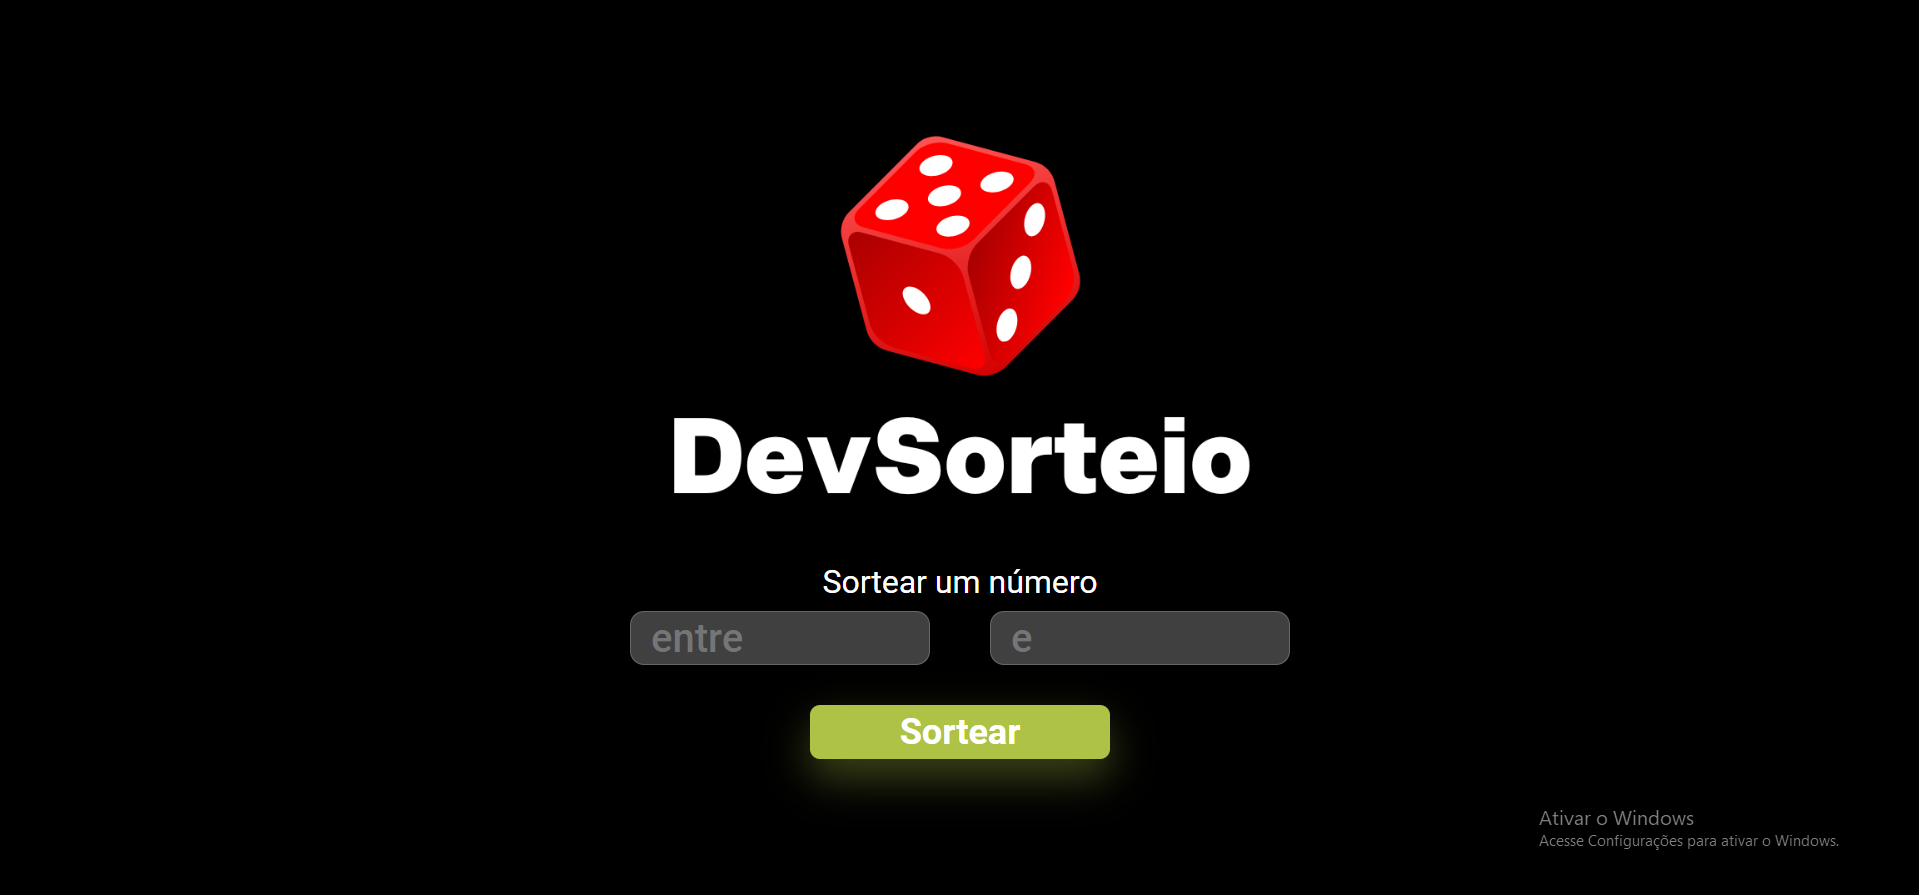 DevSorteio
Sortear um número
entre
e
Sortear
Ativar o Windows
Acesse Configurações para ativar o Windows.